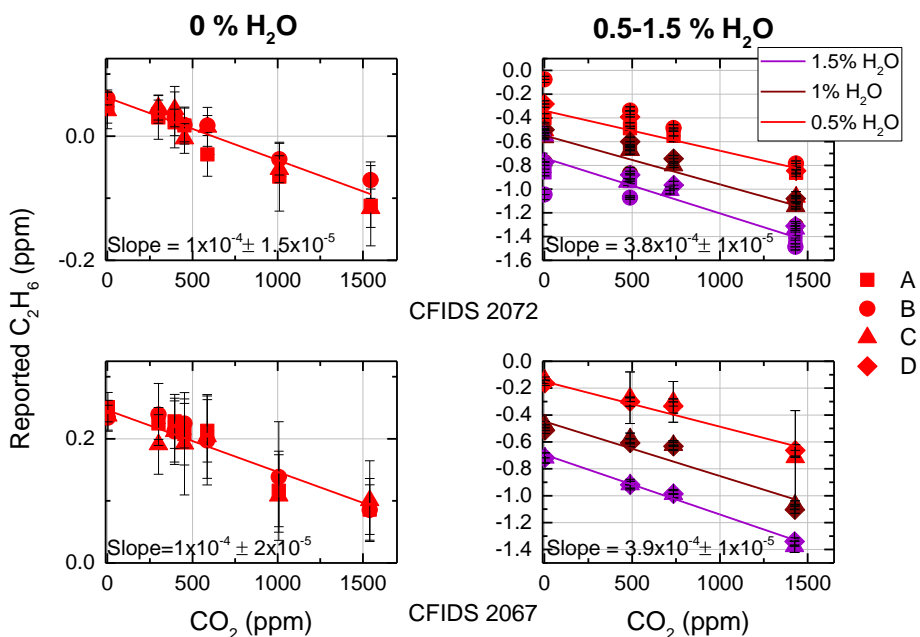 0 % H₂O
0.5-1.5 % H₂O
1.5% H₂O
1% H₂O
0.5% H₂O
Reported C₂H₆ (ppm)
0.0
-0.2
0 500 1000 1500
Slope = 1x10⁻⁴ ± 1.5x10⁻⁵
0.0
-0.2
-0.4
-0.6
-0.8
-1.0
-1.2
-1.4
-1.6
0 500 1000 1500
Slope = 3.8x10⁻⁴ ± 1x10⁻⁵
CFIDS 2072
A
B
C
D
0.2
0.0
0 500 1000 1500
Slope=1x10⁻⁴ ± 2x10⁻⁵
CO₂ (ppm)
0.0
-0.2
-0.4
-0.6
-0.8
-1.0
-1.2
-1.4
0 500 1000 1500
Slope = 3.9x10⁻⁴ ± 1x10⁻⁵
CO₂ (ppm)
CFIDS 2067